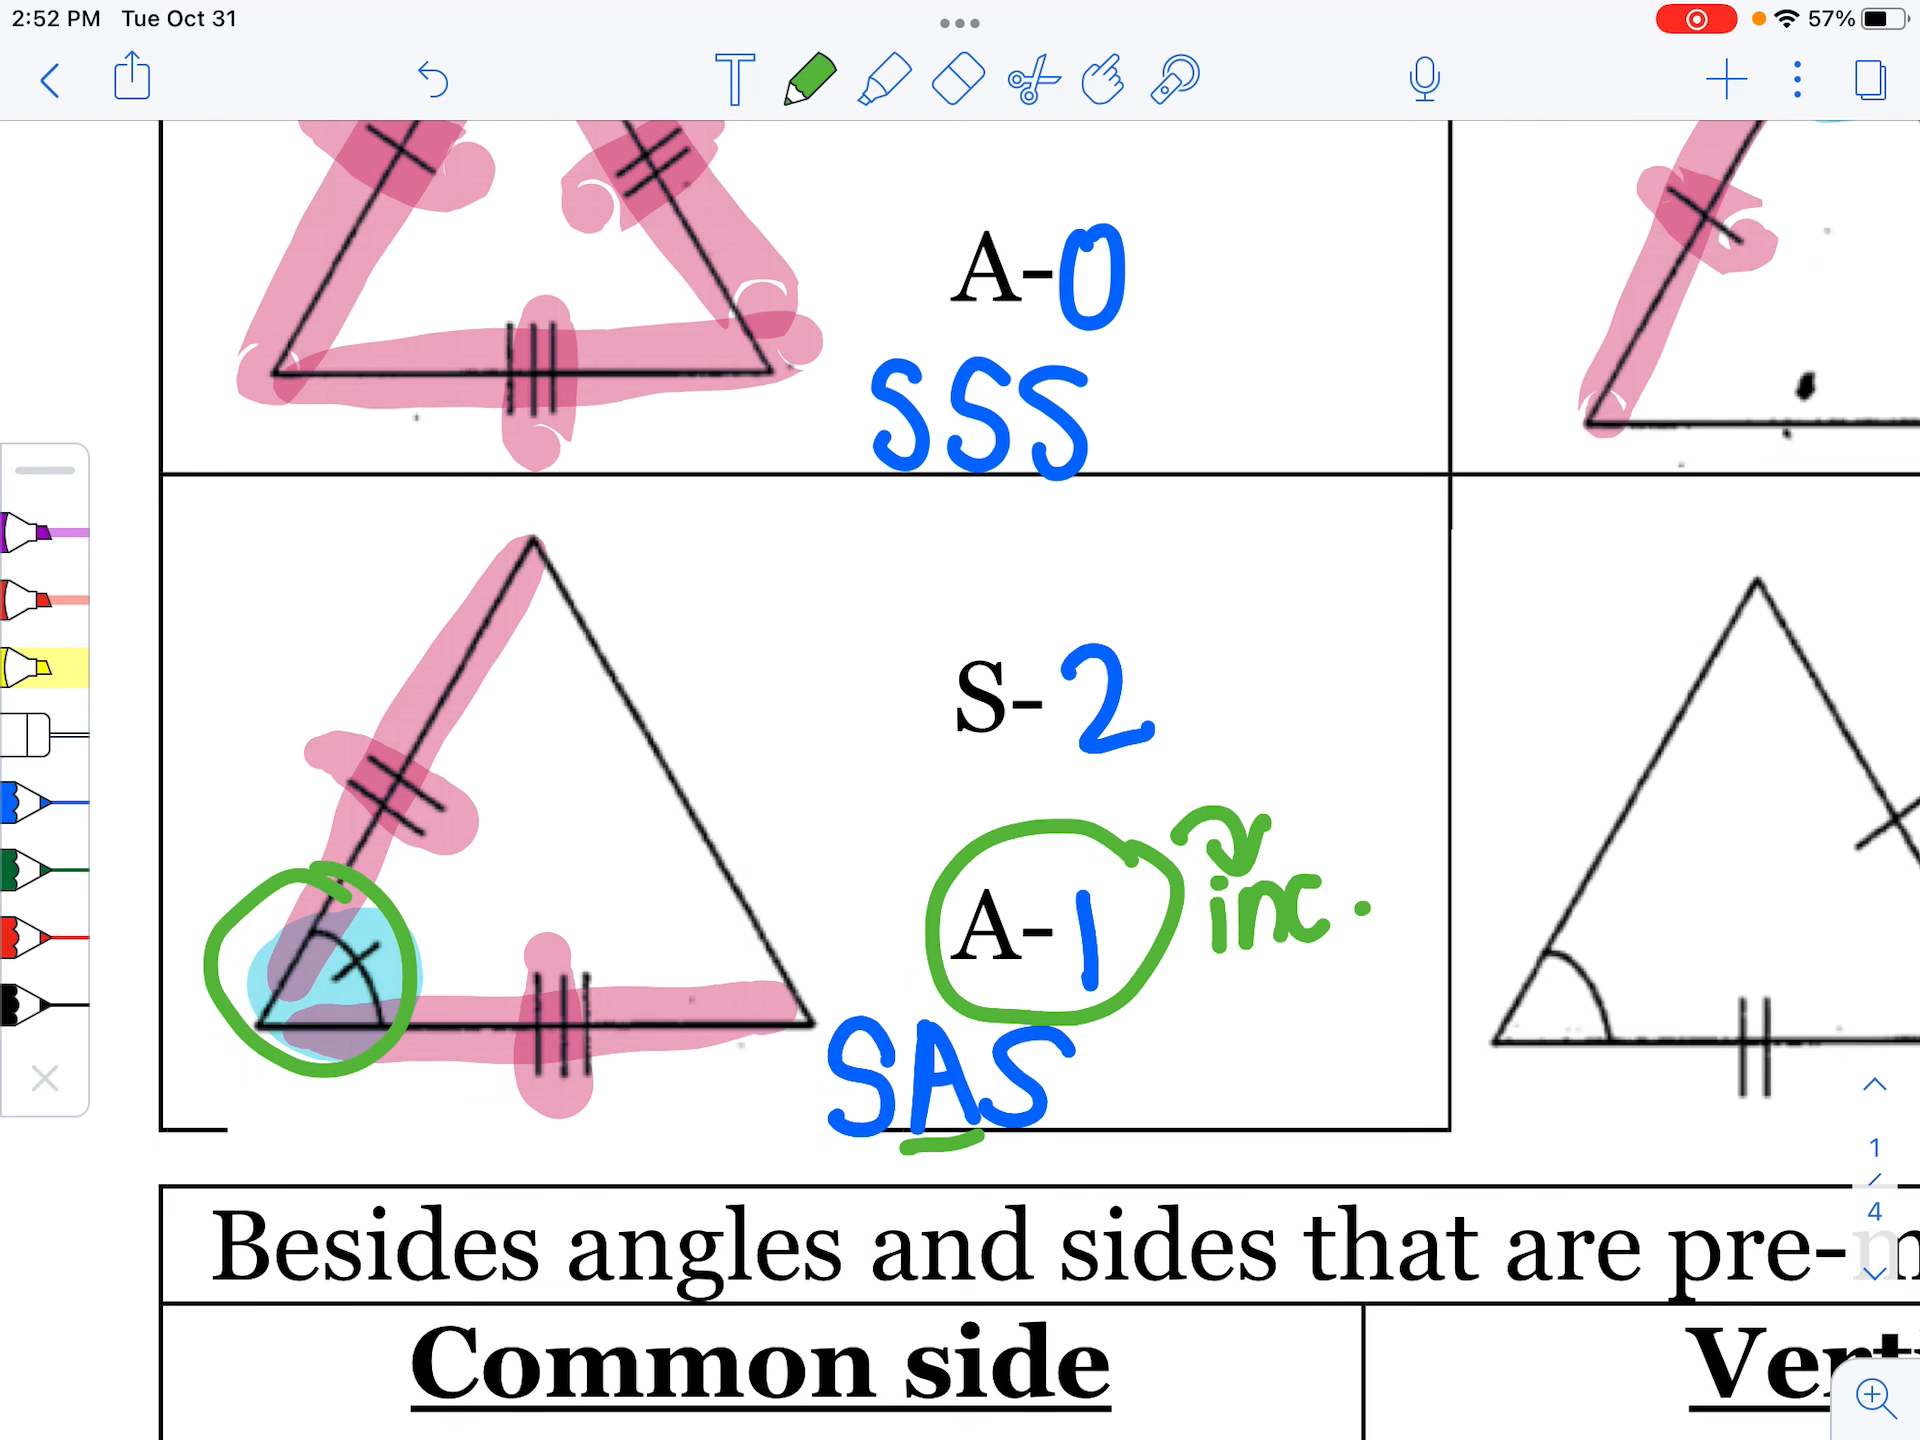 2:52 PM Tue Oct 31
57%
T
A-0
SSS
S-2
A-1
inc.
SAS
1
/
4
Besides angles and sides that are pre-m
Common side
Vert